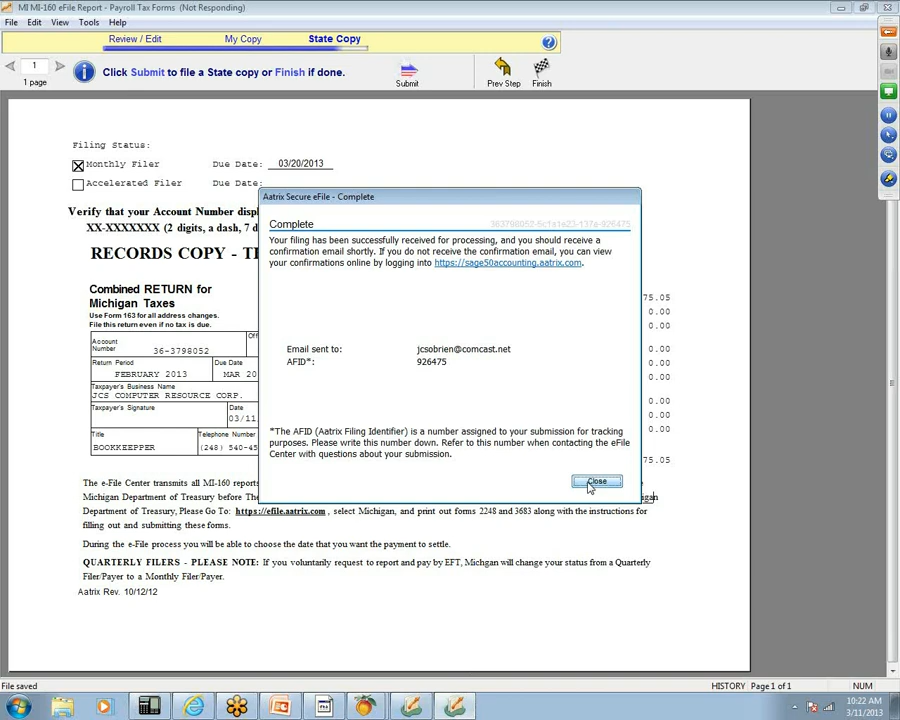 MI MI-160 eFile Report - Payroll Tax Forms (Not Responding)
File Edit View Tools Help
Review / Edit My Copy State Copy
1
1 page
Click Submit to file a State copy or Finish if done.
Submit Prev Step Finish
Filing Status:
Monthly Filer Due Date: 03/20/2013
Accelerated Filer Due Date:
Verify that your Account Number displ
XX-XXXXXXX (2 digits, a dash, 7 d
RECORDS COPY - T
Combined RETURN for
Michigan Taxes
Use Form 163 for all address changes.
File this return even if no tax is due.
Account
Number 36-3798052
Return Period Due Date
FEBRUARY 2013 MAR 20
Taxpayer's Business Name
JCS COMPUTER RESOURCE CORP.
Taxpayer's Signature Date
03/11
Title Telephone Number
BOOKKEEPPER (248) 540-45
75.05
0.00
0.00
0.00
0.00
0.00
0.00
0.00
0.00
75.05
Aatrix Secure eFile - Complete
Complete
Your filing has been successfully received for processing, and you should receive a
confirmation email shortly. If you do not receive the confirmation email, you can view
your confirmations online by logging into https://sage50accounting.aatrix.com.
Email sent to: jcsobrien@comcast.net
AFID*: 926475
*The AFID (Aatrix Filing Identifier) is a number assigned to your submission for tracking
purposes. Please write this number down. Refer to this number when contacting the eFile
Center with questions about your submission.
Close
The e-File Center transmits all MI-160 reports
Michigan Department of Treasury before The
Department of Treasury, Please Go To: https://efile.aatrix.com , select Michigan, and print out forms 2248 and 3683 along with the instructions for
filling out and submitting these forms.
During the e-File process you will be able to choose the date that you want the payment to settle.
QUARTERLY FILERS - PLEASE NOTE: If you voluntarily request to report and pay by EFT, Michgan will change your status from a Quarterly
Filer/Payer to a Monthly Filer/Payer.
Aatrix Rev. 10/12/12
File saved HISTORY Page 1 of 1 NUM
10:22 AM
3/11/2013